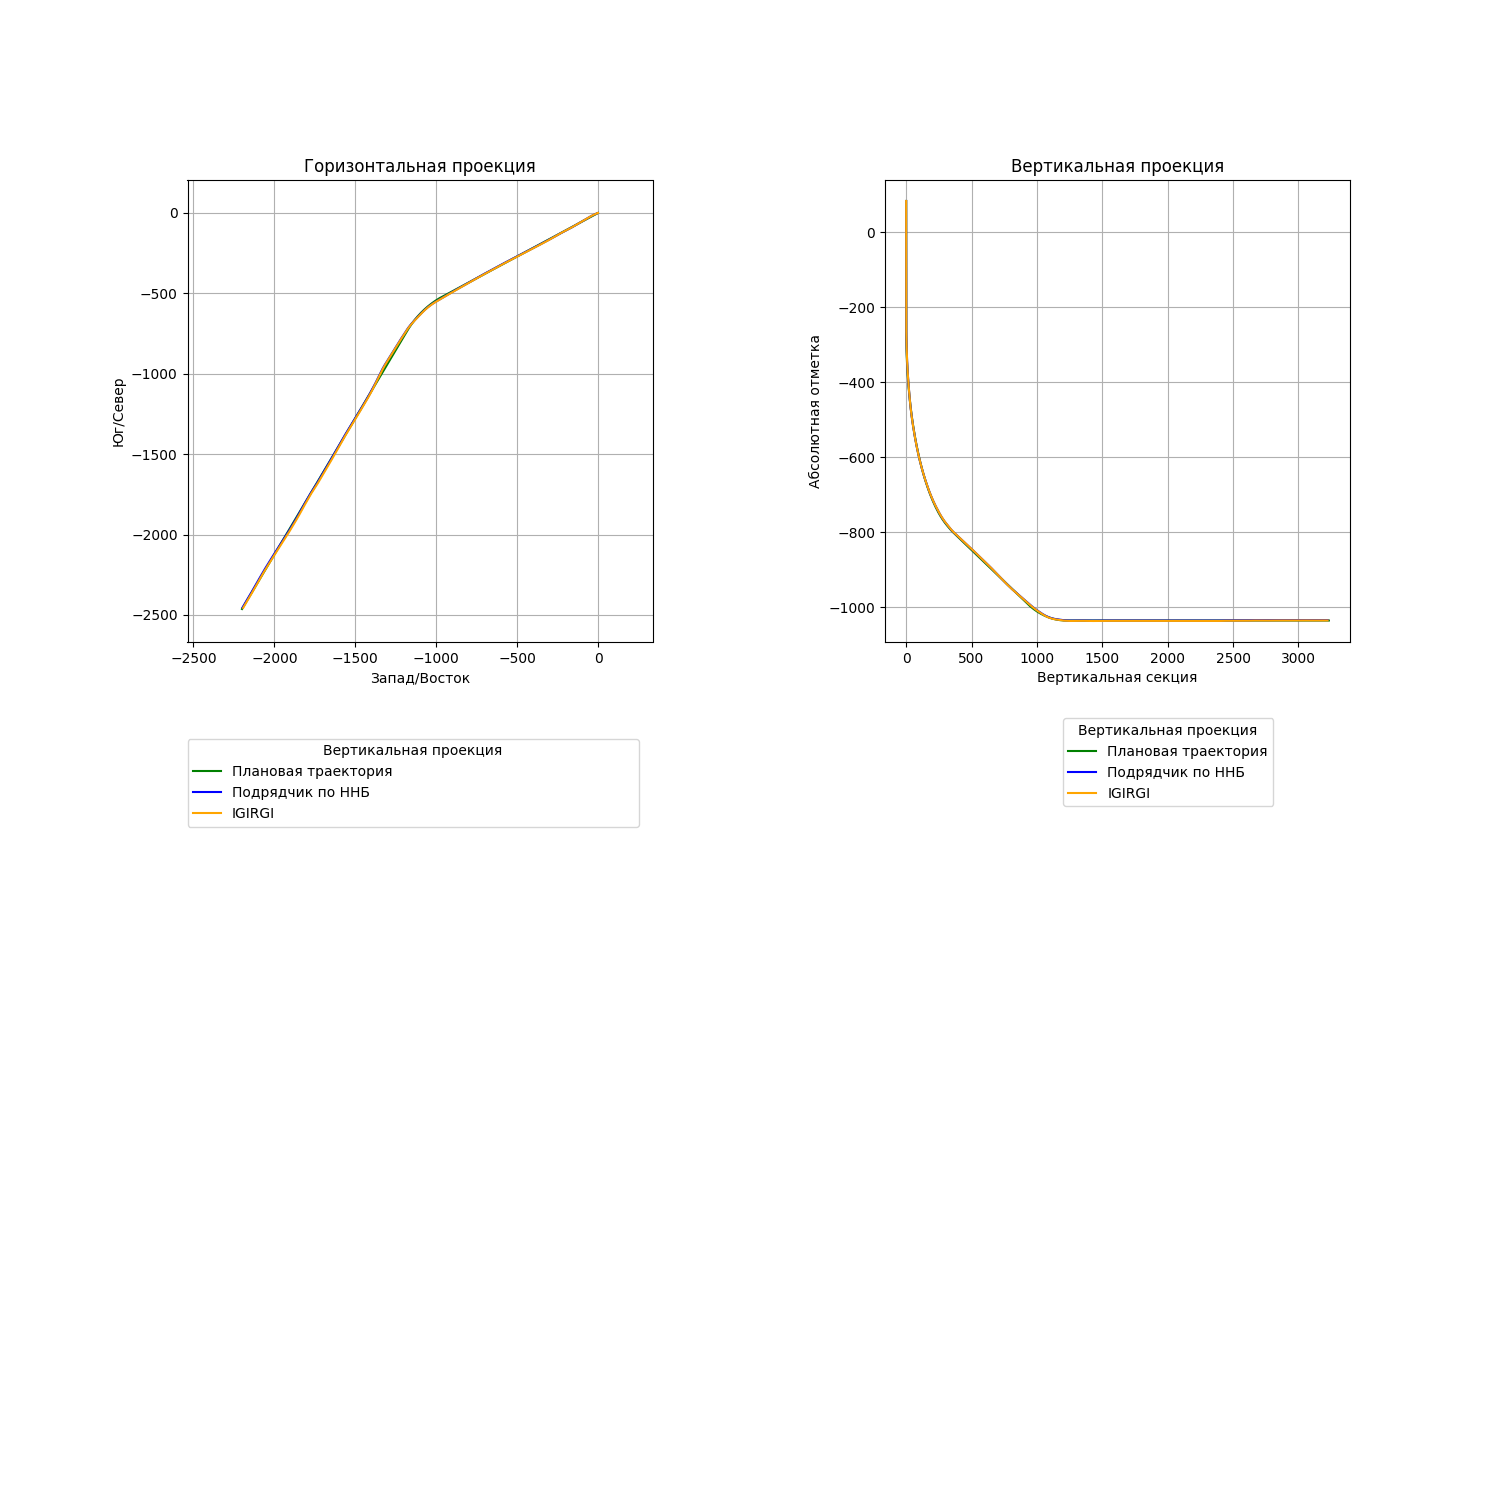 Горизонтальная проекция
0
−500
−1000
−1500
−2000
−2500
Юг/Север
−2500
−2000
−1500
−1000
−500
0
Запад/Восток
Вертикальная проекция
Плановая траектория
Подрядчик по ННБ
IGIRGI
Вертикальная проекция
0
−200
−400
−600
−800
−1000
Абсолютная отметка
0
500
1000
1500
2000
2500
3000
Вертикальная секция
Вертикальная проекция
Плановая траектория
Подрядчик по ННБ
IGIRGI